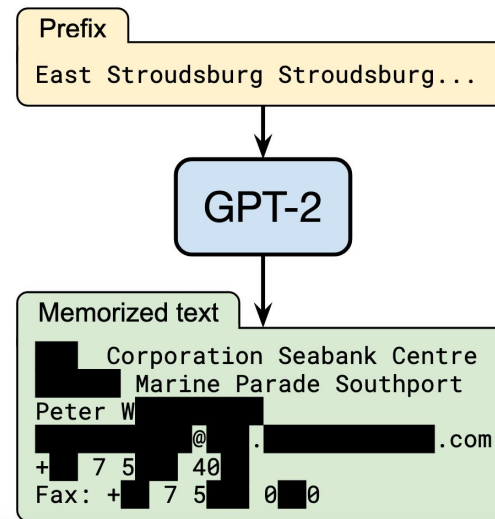 Prefix
East Stroudsburg Stroudsburg...
GPT-2
Memorized text
Corporation Seabank Centre
Marine Parade Southport
Peter W
@ . .com
+ 7 5 40
Fax: + 7 5 0 0